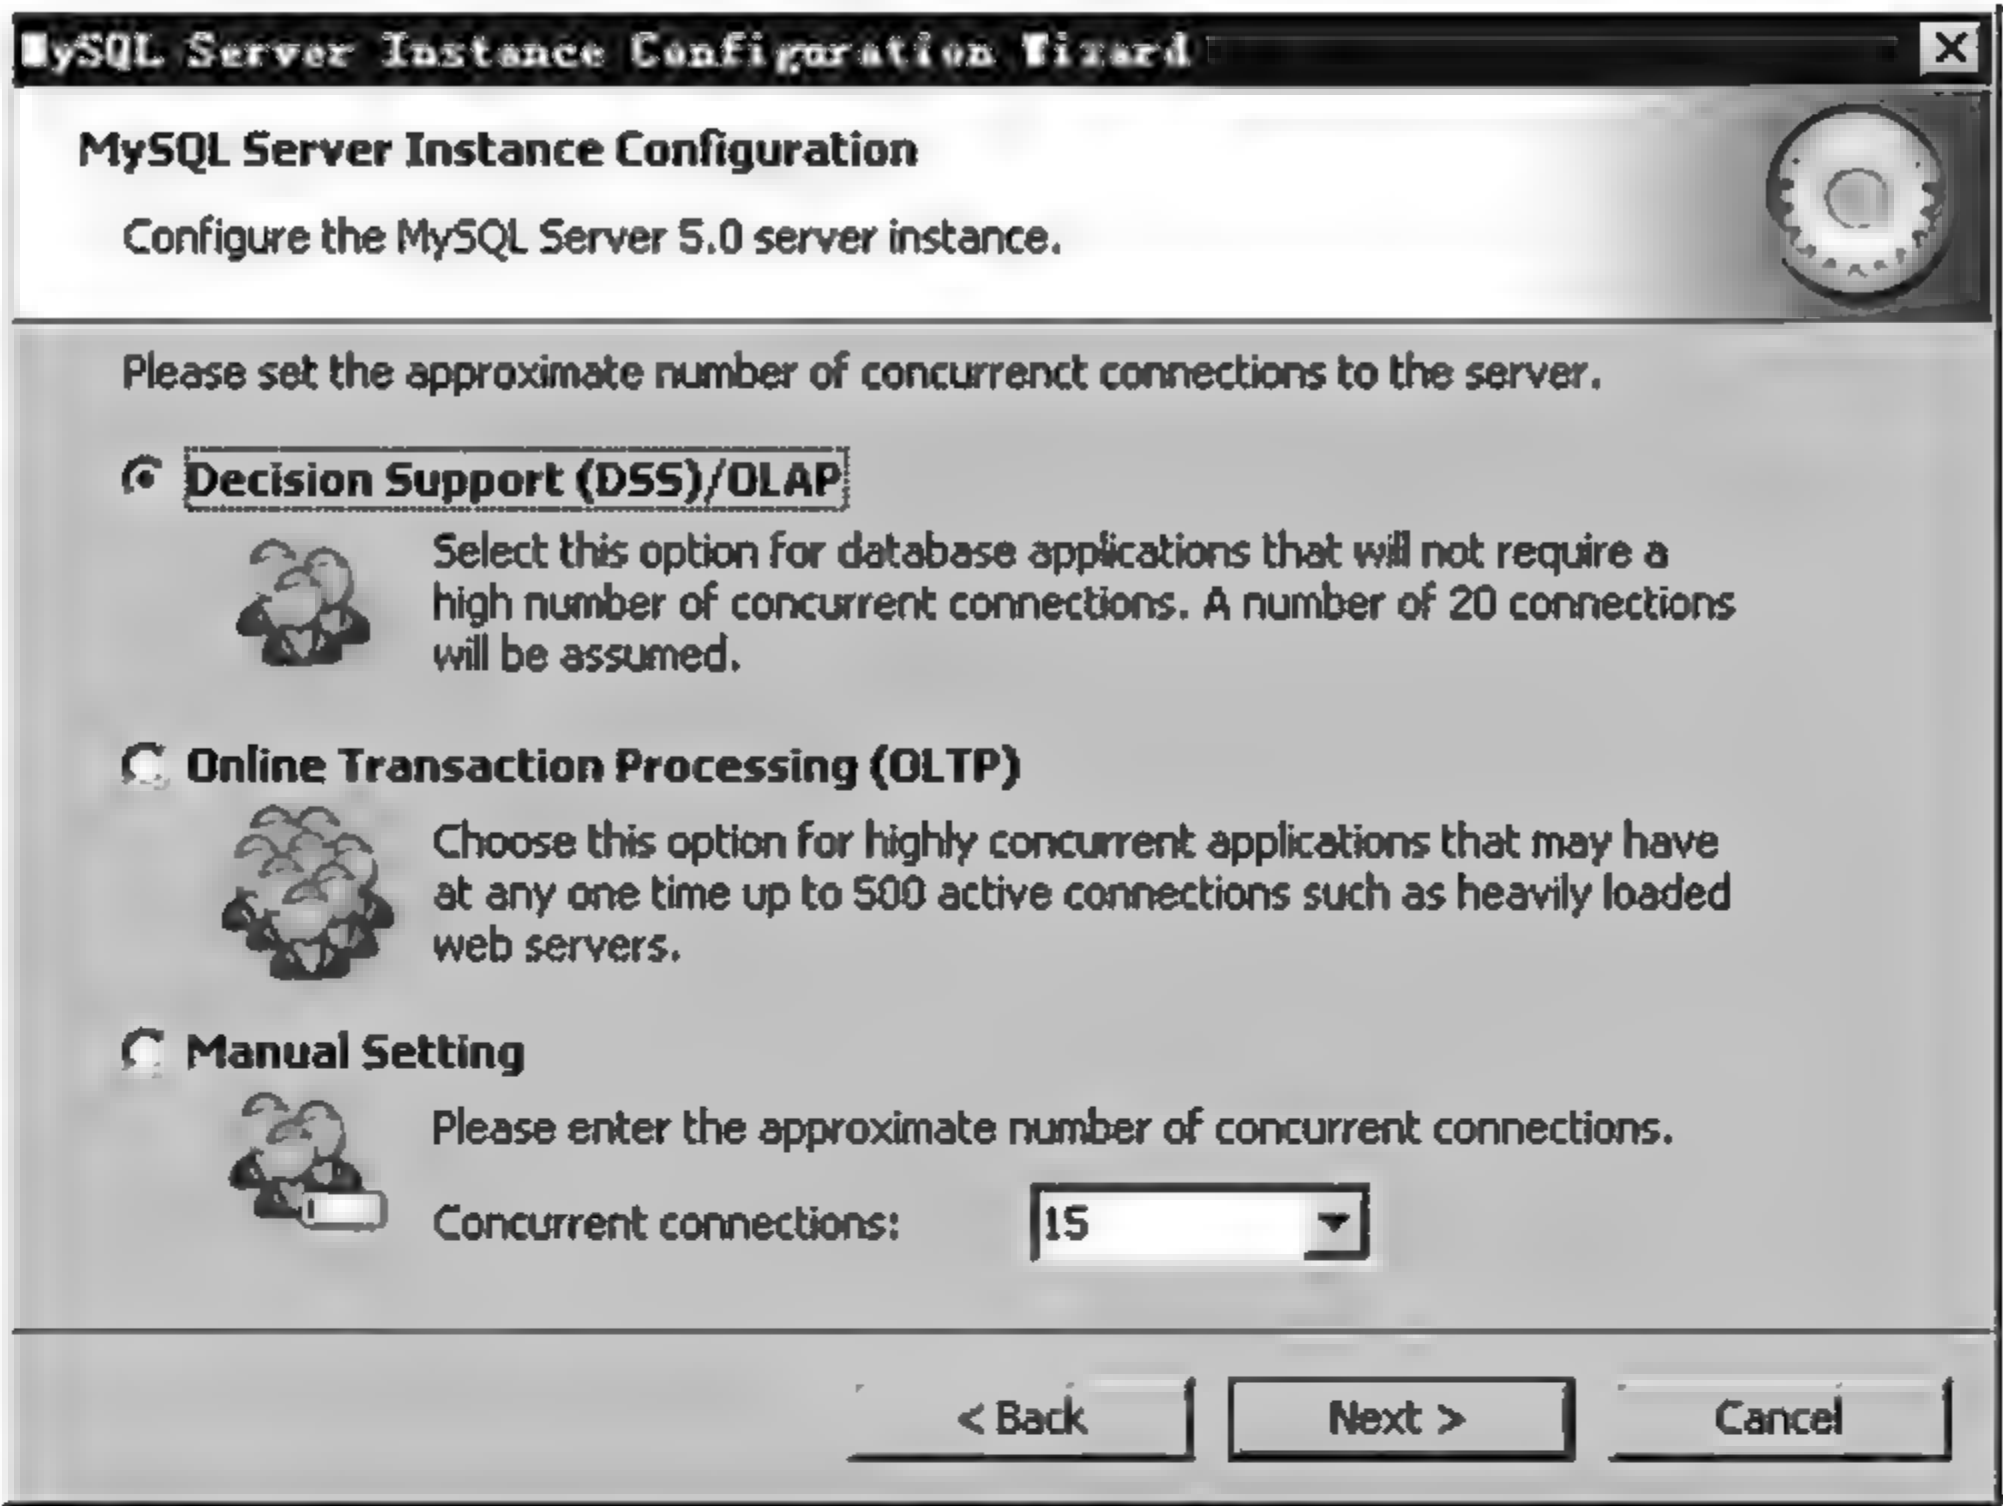 MySQL Server Instance Configuration Wizard
MySQL Server Instance Configuration
Configure the MySQL Server 5.0 server instance.
Please set the approximate number of concurrenct connections to the server.
Decision Support (DSS)/OLAP
Select this option for database applications that will not require a
high number of concurrent connections. A number of 20 connections
will be assumed.
Online Transaction Processing (OLTP)
Choose this option for highly concurrent applications that may have
at any one time up to 500 active connections such as heavily loaded
web servers.
Manual Setting
Please enter the approximate number of concurrent connections.
Concurrent connections: 15
< Back Next > Cancel